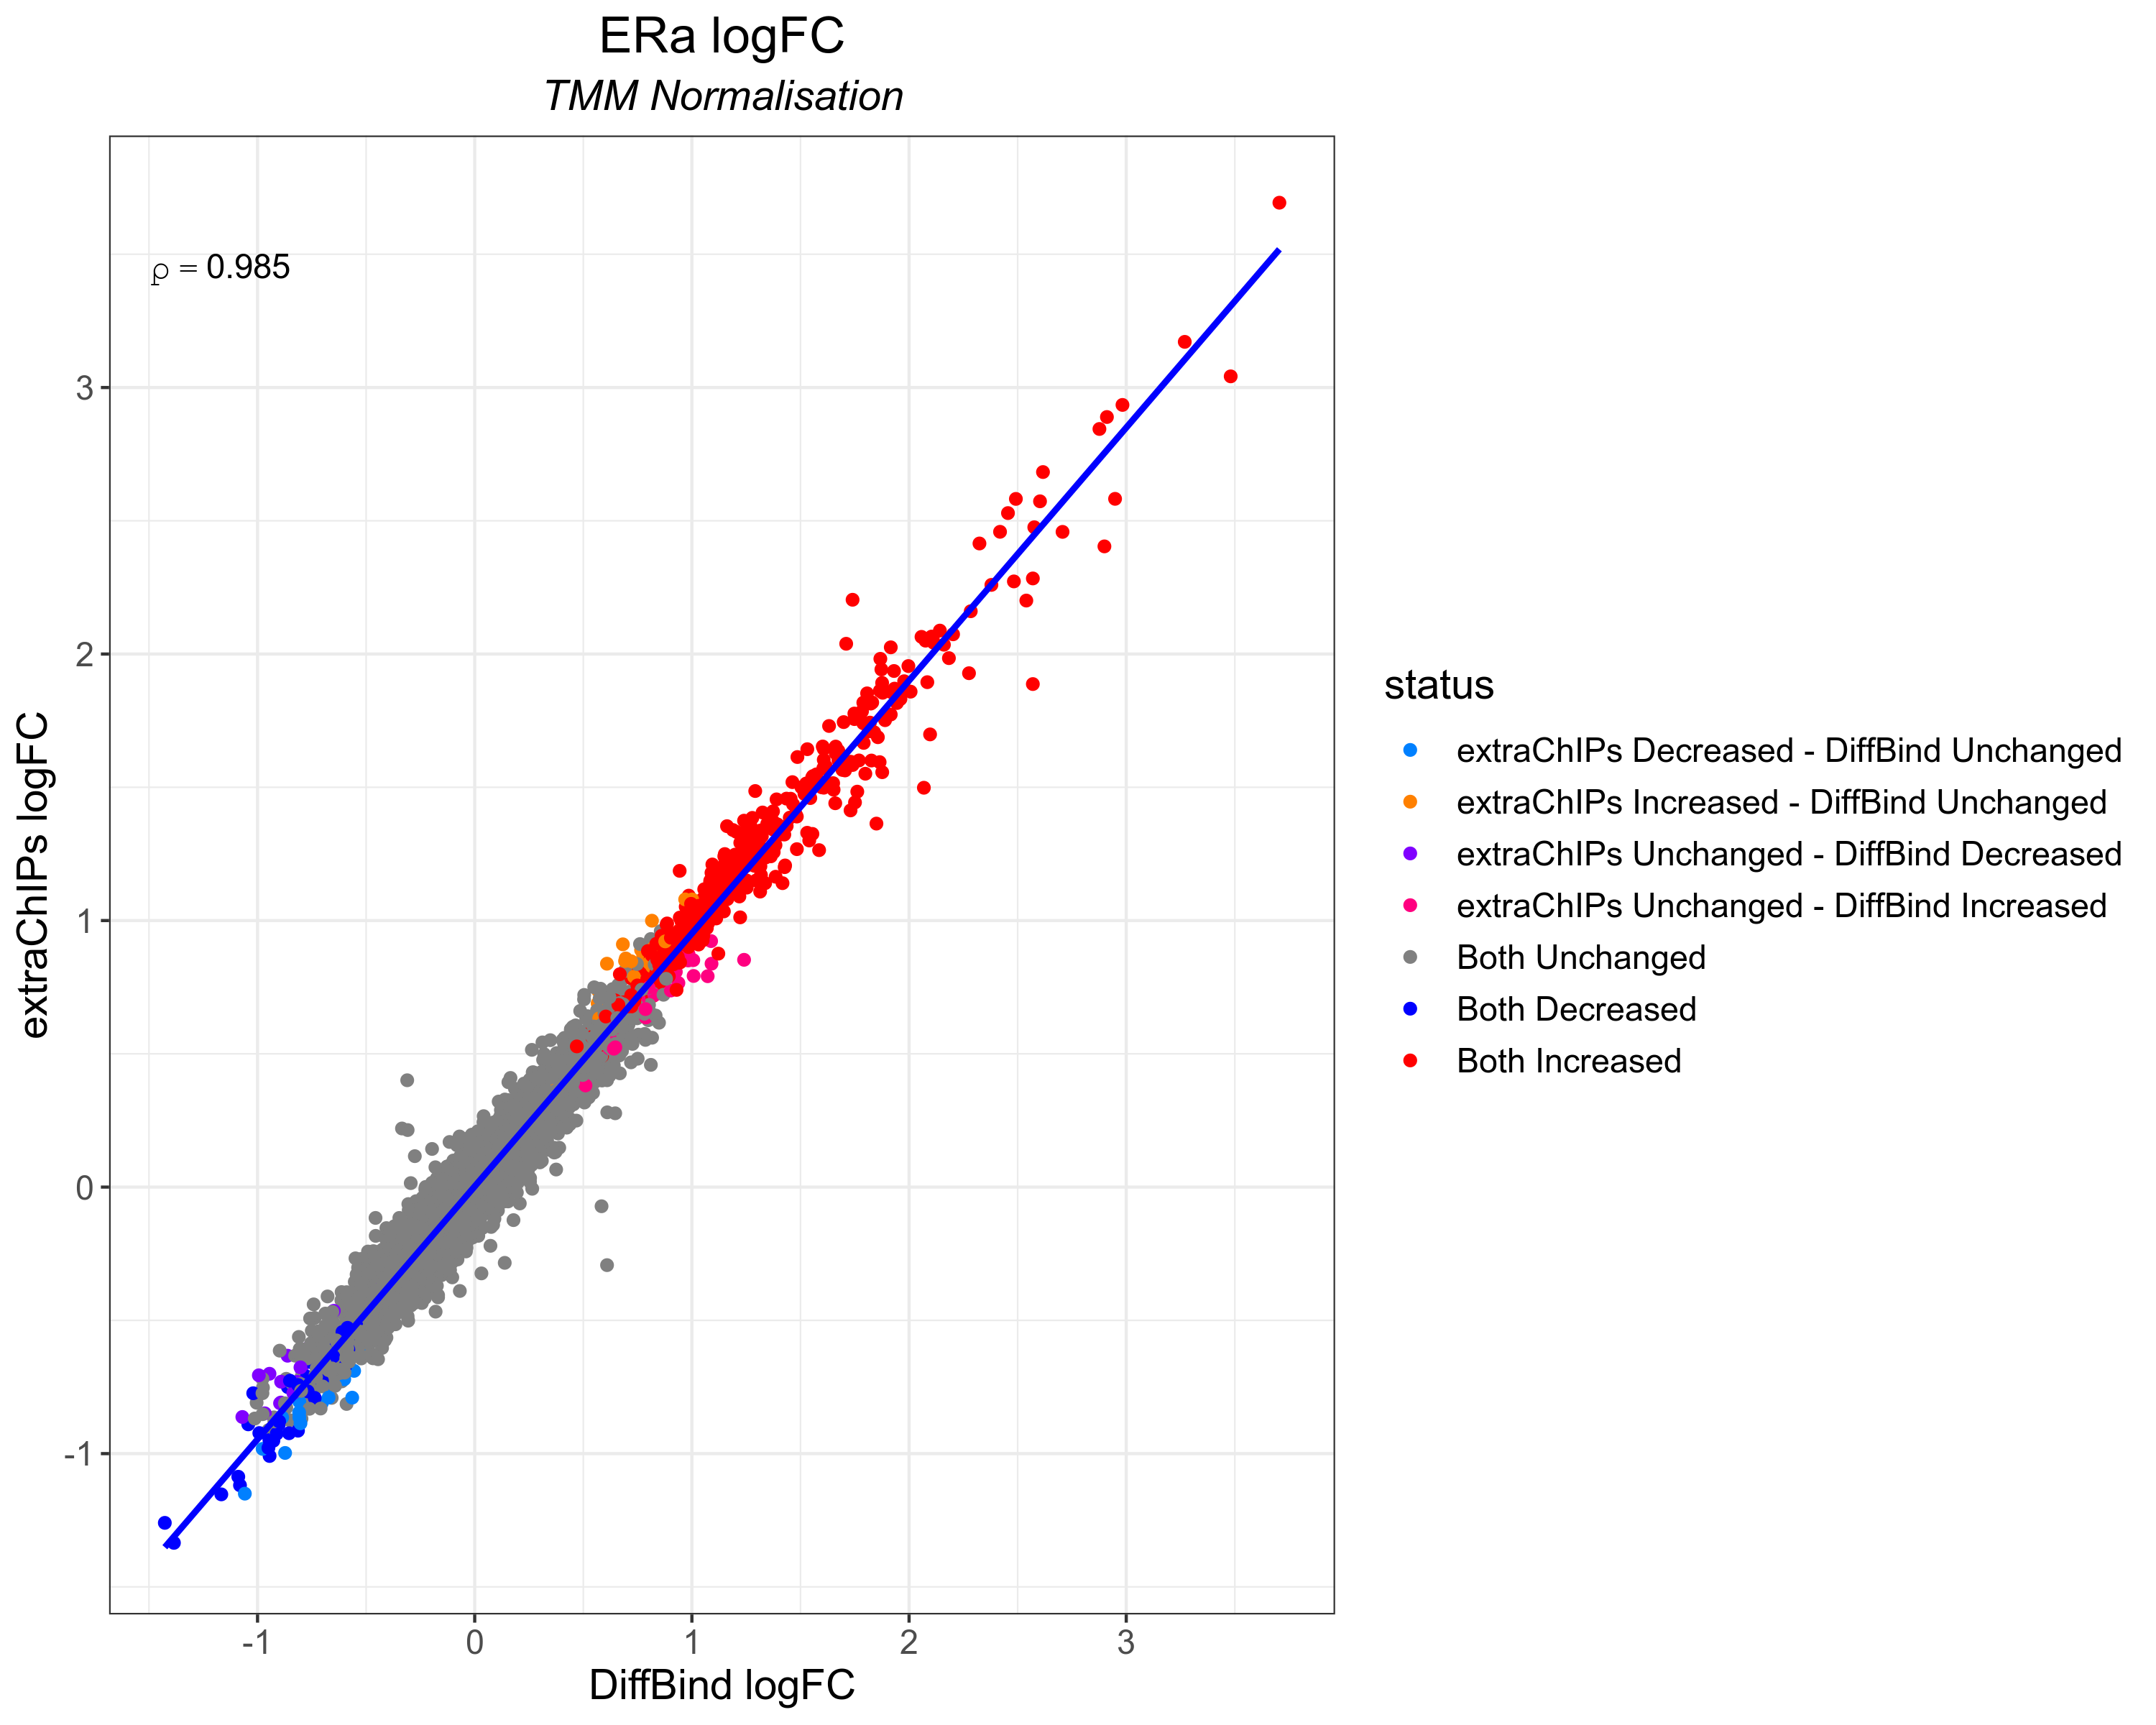 ERa logFC
TMM Normalisation
ρ = 0.985
3
2
1
0
-1
extraChIPs logFC
-1
0
1
2
3
DiffBind logFC
status
extraChIPs Decreased - DiffBind Unchanged
extraChIPs Increased - DiffBind Unchanged
extraChIPs Unchanged - DiffBind Decreased
extraChIPs Unchanged - DiffBind Increased
Both Unchanged
Both Decreased
Both Increased